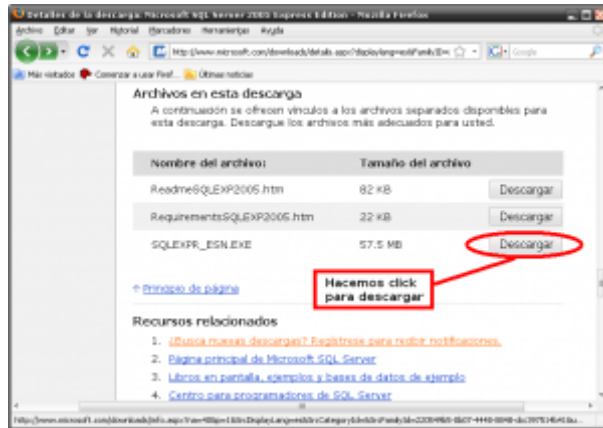 Detalles de la descarga: Microsoft SQL Server 2005 Express Edition - Mozilla Firefox
Archivo Editar Ver Historial Marcadores Herramientas Ayuda
Google
Más visitados Comenzar a usar Firef... Últimas noticias
Archivos en esta descarga
A continuación se ofrecen vínculos a los archivos separados disponibles para
esta descarga. Descargue los archivos más adecuados para usted.
Nombre del archivo: Tamaño del archivo
ReadmeSQLEXP2005.htm 82 KB Descargar
RequirementsSQLEXP2005.htm 22 KB Descargar
SQLEXPR_ESN.EXE 57.5 MB Descargar
Hacemos click
para descargar
↑ Principio de página
Recursos relacionados
1. ¿Busca nuevas descargas? Regístrese para recibir notificaciones.
2. Página principal de Microsoft SQL Server
3. Libros en pantalla, ejemplos y bases de datos de ejemplo
4. Centro para programadores de SQL Server